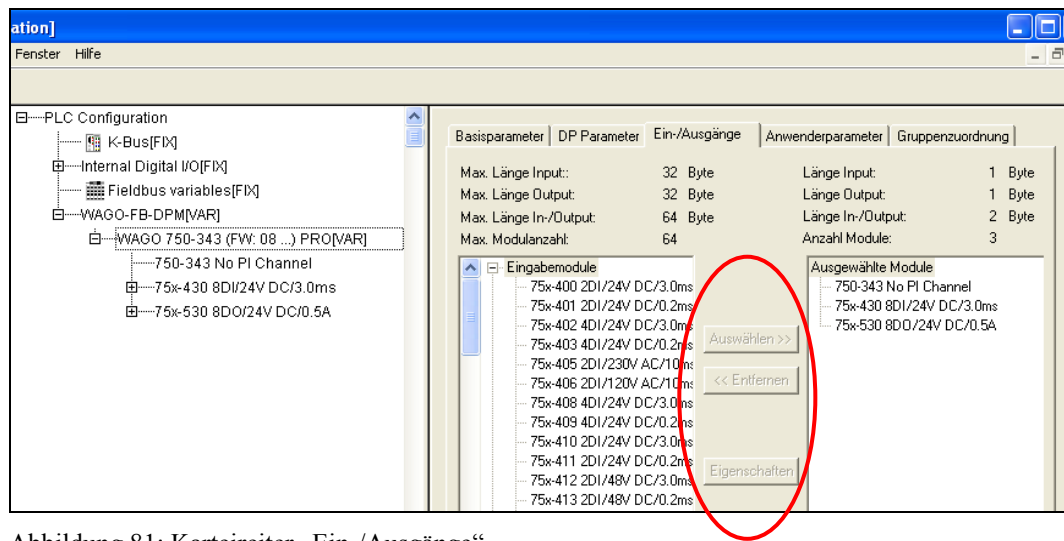 ation]
Fenster Hilfe
PLC Configuration
K-Bus[FIX]
Internal Digital I/O[FIX]
Fieldbus variables[FIX]
WAGO-FB-DPM[VAR]
WAGO 750-343 (FW: 08 ...) PRO[VAR]
750-343 No PI Channel
75x-430 8DI/24V DC/3.0ms
75x-530 8DO/24V DC/0.5A
Basisparameter DP Parameter Ein-/Ausgänge Anwenderparameter Gruppenzuordnung
Max. Länge Input:: 32 Byte Länge Input: 1 Byte
Max. Länge Output: 32 Byte Länge Output: 1 Byte
Max. Länge In-/Output: 64 Byte Länge In-/Output: 2 Byte
Max. Modulanzahl: 64 Anzahl Module: 3
Eingabemodule
75x-400 2DI/24V DC/3.0ms
75x-401 2DI/24V DC/0.2ms
75x-402 4DI/24V DC/3.0ms
75x-403 4DI/24V DC/0.2ms
75x-405 2DI/230V AC/10ms
75x-406 2DI/120V AC/10ms
75x-408 4DI/24V DC/3.0ms
75x-409 4DI/24V DC/0.2ms
75x-410 2DI/24V DC/3.0ms
75x-411 2DI/24V DC/0.2ms
75x-412 2DI/48V DC/3.0ms
75x-413 2DI/48V DC/0.2ms
Auswählen >>
<< Entfernen
Eigenschaften
Ausgewählte Module
750-343 No PI Channel
75x-430 8DI/24V DC/3.0ms
75x-530 8DO/24V DC/0.5A
Abbildung 81: Karteireiter „Ein-/Ausgänge“